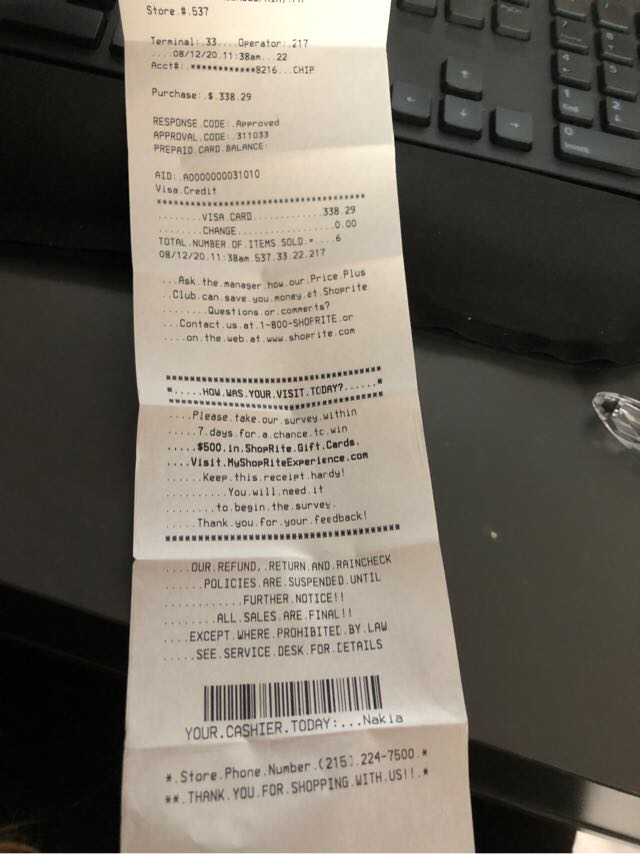 Store.#.537
Terminal:.33....Operator:.217
....08/12/20.11:38am...22
Acct#:.************8216...CHIP
Purchase:.$.338.29
RESPONSE.CODE:.Approved
APPROVAL.CODE:.311033
PREPAID.CARD.BALANCE:
AID:.A0000000031010
Visa.Credit
****************************************
........VISA.CARD..............338.29
........CHANGE...................0.00
TOTAL.NUMBER.OF.ITEMS.SOLD.=....6
08/12/20.11:38am.537.33.22.217
...Ask.the.manager.how.our.Price.Plus
..Club.can.save.you.money.at.Shoprite
........Questions.or.comments?
...Contact.us.at.1-800-SHOPRITE.or
....on.the.web.at.www.shoprite.com
****************************************
*.....HOW.WAS.YOUR.VISIT.TODAY?......*
****************************************
....Please.take.our.survey.within
.....7.days.for.a.chance.to.win
.....$500.in.ShopRite.Gift.Cards.
....Visit.MyShopRiteExperience.com
......Keep.this.receipt.handy!
..........You.will.need.it
........to.begin.the.survey.
.....Thank.you.for.your.feedback!
****************************************
....OUR.REFUND,.RETURN.AND.RAINCHECK
......POLICIES.ARE.SUSPENDED.UNTIL
............FURTHER.NOTICE!!
........ALL.SALES.ARE.FINAL!!
....EXCEPT.WHERE.PROHIBITED.BY.LAW
.....SEE.SERVICE.DESK.FOR.DETAILS
YOUR.CASHIER.TODAY:...Nakia
*.Store.Phone.Number.(215).224-7500.*
**.THANK.YOU.FOR.SHOPPING.WITH.US!!.*